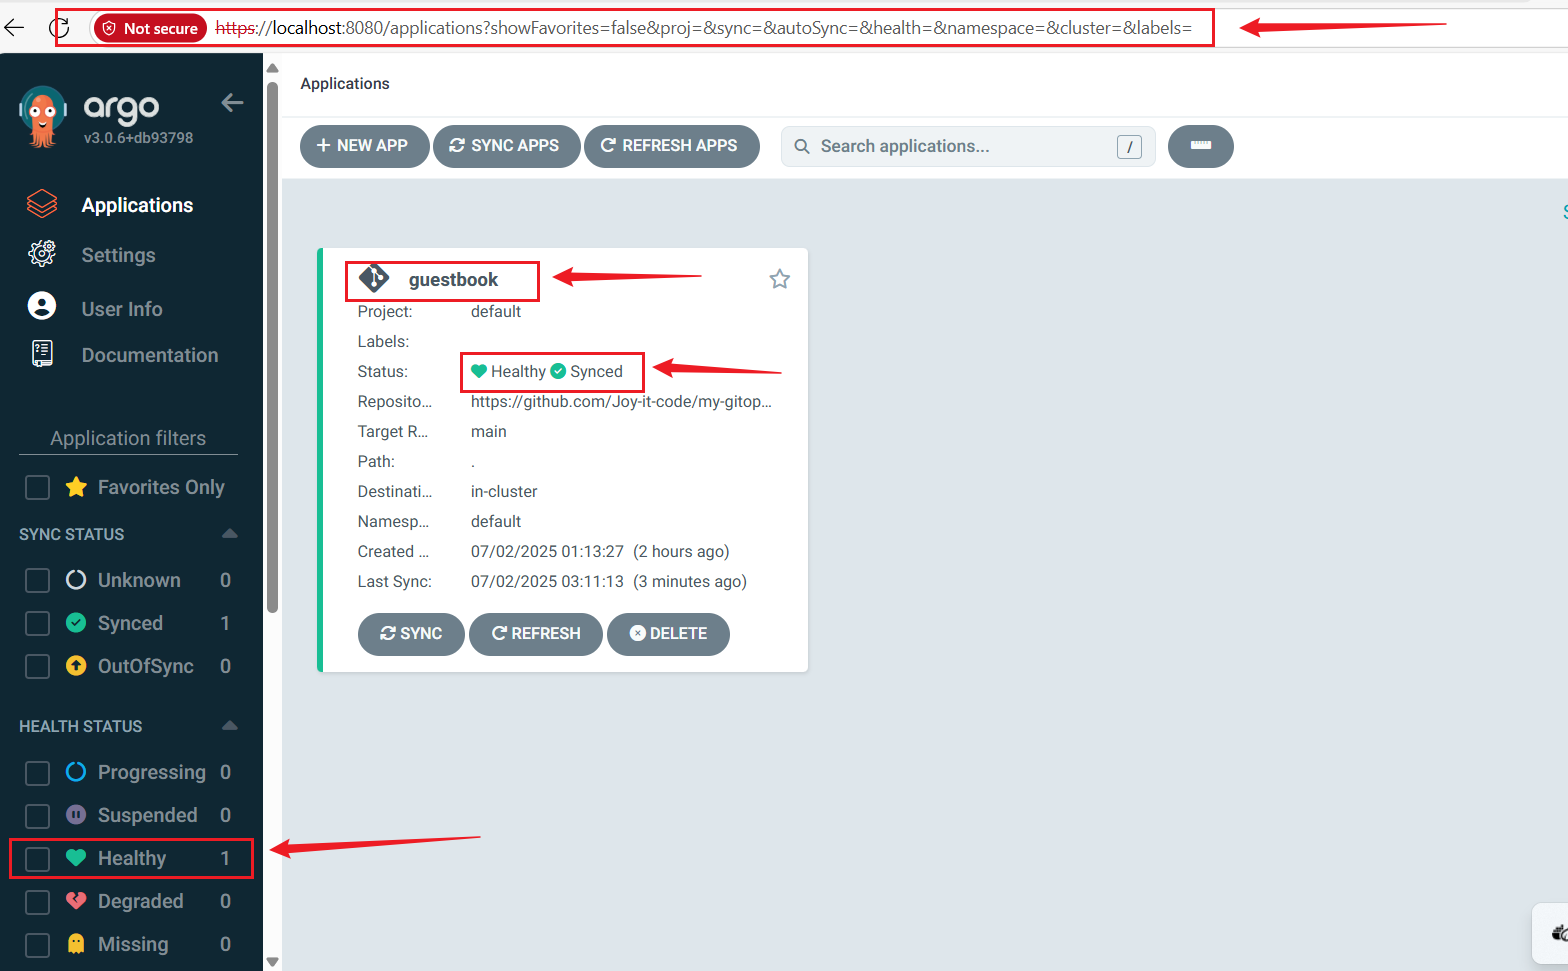 Not secure https://localhost:8080/applications?showFavorites=false&proj=&sync=&autoSync=&health=&namespace=&cluster=&labels=
argo
v3.0.6+db93798
Applications
Settings
User Info
Documentation
Application filters
Favorites Only
SYNC STATUS
Unknown 0
Synced 1
OutOfSync 0
HEALTH STATUS
Progressing 0
Suspended 0
Healthy 1
Degraded 0
Missing 0
Applications
NEW APP SYNC APPS REFRESH APPS Search applications... /
guestbook
Project: default
Labels:
Status: Healthy Synced
Reposito... https://github.com/Joy-it-code/my-gitop...
Target R... main
Path: .
Destinati... in-cluster
Namesp... default
Created ... 07/02/2025 01:13:27 (2 hours ago)
Last Sync: 07/02/2025 03:11:13 (3 minutes ago)
SYNC REFRESH DELETE